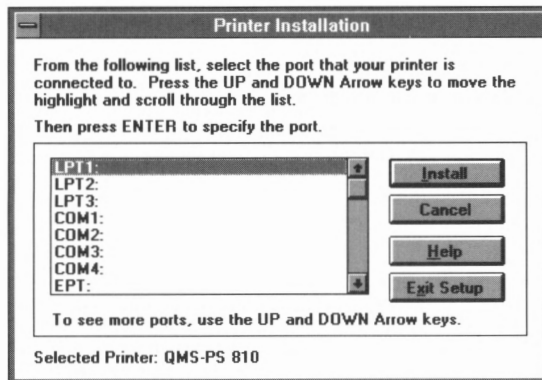 Printer Installation
From the following list, select the port that your printer is
connected to. Press the UP and DOWN Arrow keys to move the
highlight and scroll through the list.
Then press ENTER to specify the port.
LPT1:
LPT2:
LPT3:
COM1:
COM2:
COM3:
COM4:
EPT:
Install
Cancel
Help
Exit Setup
To see more ports, use the UP and DOWN Arrow keys.
Selected Printer: QMS-PS 810